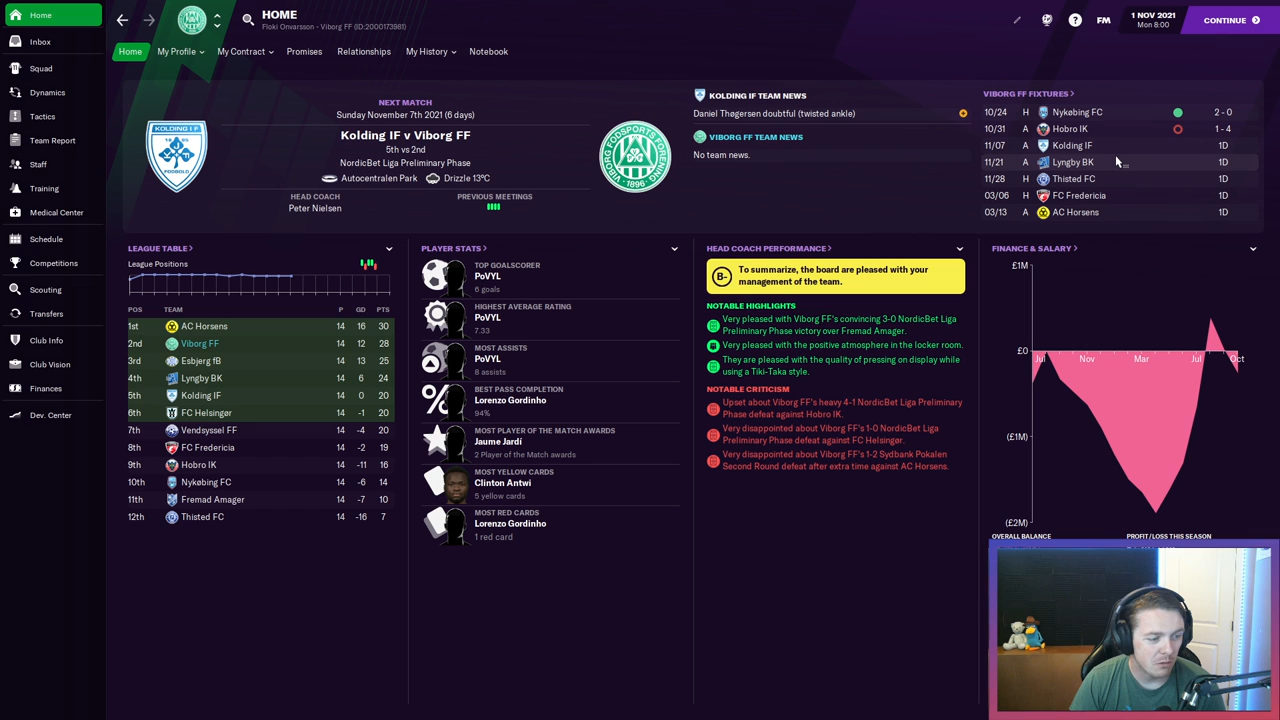 Home
Inbox
Squad
Dynamics
Tactics
Team Report
Staff
Training
Medical Center
Schedule
Competitions
Scouting
Transfers
Club Info
Club Vision
Finances
Dev. Center
HOME
Floki Onvarsson - Viborg FF (ID:2000173981)
FM
1 NOV 2021
Mon 8:00
CONTINUE
Home
My Profile
My Contract
Promises
Relationships
My History
Notebook
NEXT MATCH
Sunday November 7th 2021 (6 days)
Kolding IF v Viborg FF
5th vs 2nd
NordicBet Liga Preliminary Phase
Autocentralen Park
Drizzle 13°C
HEAD COACH
Peter Nielsen
PREVIOUS MEETINGS
KOLDING IF
FODBOLD
VIBORG FODSPORTS FORENING
1896
KOLDING IF TEAM NEWS
Daniel Thøgersen doubtful (twisted ankle)
VIBORG FF TEAM NEWS
No team news.
VIBORG FF FIXTURES >
10/24 H Nykøbing FC 2 - 0
10/31 H Hobro IK 1 - 4
11/07 A Kolding IF 1D
11/21 A Lyngby BK 1D
11/28 H Thisted FC 1D
03/06 H FC Fredericia 1D
03/13 A AC Horsens 1D
LEAGUE TABLE >
League Positions
POS TEAM P GD PTS
1st AC Horsens 14 16 30
2nd Viborg FF 14 12 28
3rd Esbjerg fB 14 13 25
4th Lyngby BK 14 6 24
5th Kolding IF 14 0 20
6th FC Helsingør 14 -1 20
7th Vendsyssel FF 14 -4 20
8th FC Fredericia 14 -2 19
9th Hobro IK 14 -11 16
10th Nykøbing FC 14 -6 14
11th Fremad Amager 14 -7 10
12th Thisted FC 14 -16 7
PLAYER STATS >
TOP GOALSCORER
PoVYL
6 goals
HIGHEST AVERAGE RATING
PoVYL
7.33
MOST ASSISTS
PoVYL
8 assists
BEST PASS COMPLETION
Lorenzo Gordinho
94%
MOST PLAYER OF THE MATCH AWARDS
Jaume Jardí
2 Player of the Match awards
MOST YELLOW CARDS
Clinton Antwi
5 yellow cards
MOST RED CARDS
Lorenzo Gordinho
1 red card
HEAD COACH PERFORMANCE >
B-
To summarize, the board are pleased with your
management of the team.
NOTABLE HIGHLIGHTS
Very pleased with Viborg FF's convincing 3-0 NordicBet Liga
Preliminary Phase victory over Fremad Amager.
Very pleased with the positive atmosphere in the locker room.
They are pleased with the quality of pressing on display while
using a Tiki-Taka style.
NOTABLE CRITICISM
Upset about Viborg FF's heavy 4-1 NordicBet Liga Preliminary
Phase defeat against Hobro IK.
Very disappointed about Viborg FF's 1-0 NordicBet Liga
Preliminary Phase defeat against FC Helsingør.
Very disappointed about Viborg FF's 1-2 Sydbank Pokalen
Second Round defeat after extra time against AC Horsens.
FINANCE & SALARY >
£1M
£0
(£1M)
(£2M)
Jul Nov Mar Jul Oct
OVERALL BALANCE
PROFIT/LOSS THIS SEASON